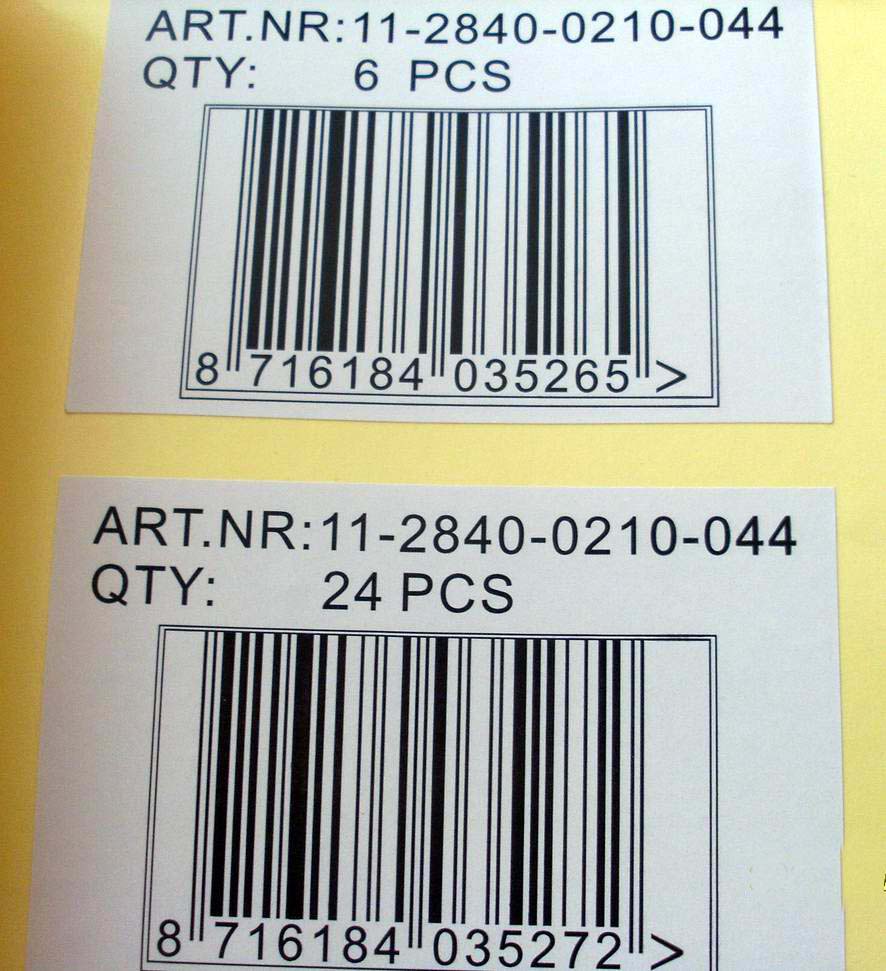 ART.NR:11-2840-0210-044
QTY: 6 PCS
8 716184 035265 >
ART.NR:11-2840-0210-044
QTY: 24 PCS
8 716184 035272 >